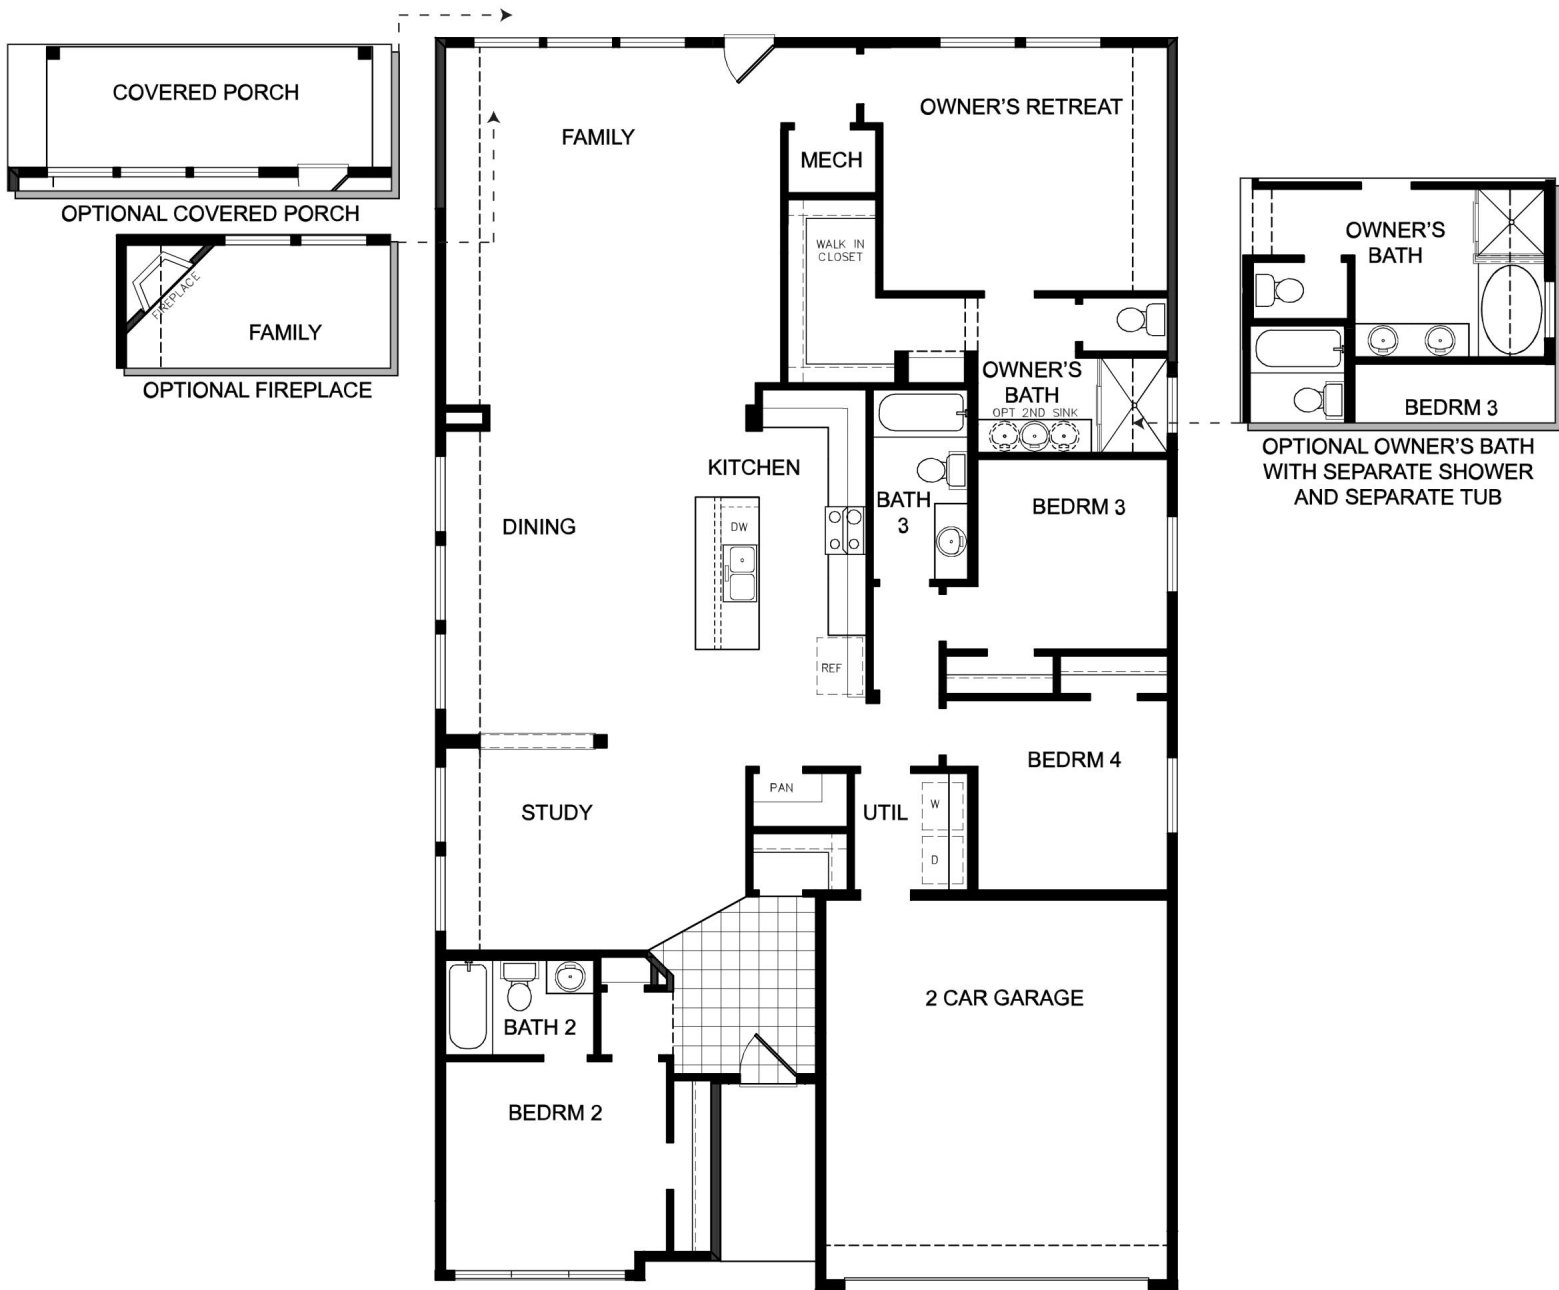 COVERED PORCH
OPTIONAL COVERED PORCH
FIREPLACE
FAMILY
OPTIONAL FIREPLACE
FAMILY
OWNER'S RETREAT
MECH
WALK IN
CLOSET
OWNER'S
BATH
OPT 2ND SINK
OWNER'S
BATH
BEDRM 3
OPTIONAL OWNER'S BATH
WITH SEPARATE SHOWER
AND SEPARATE TUB
KITCHEN
DINING
DW
REF
BATH
3
BEDRM 3
BEDRM 4
STUDY
PAN
UTIL
W
D
2 CAR GARAGE
BATH 2
BEDRM 2